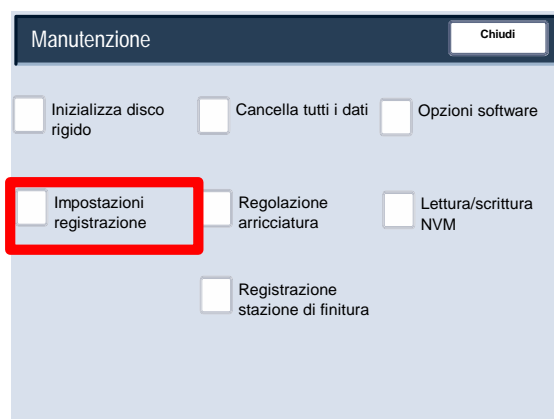 Manutenzione
Chiudi
Inizializza disco
rigido
Cancella tutti i dati
Opzioni software
Impostazioni
registrazione
Regolazione
arricciatura
Lettura/scrittura
NVM
Registrazione
stazione di finitura